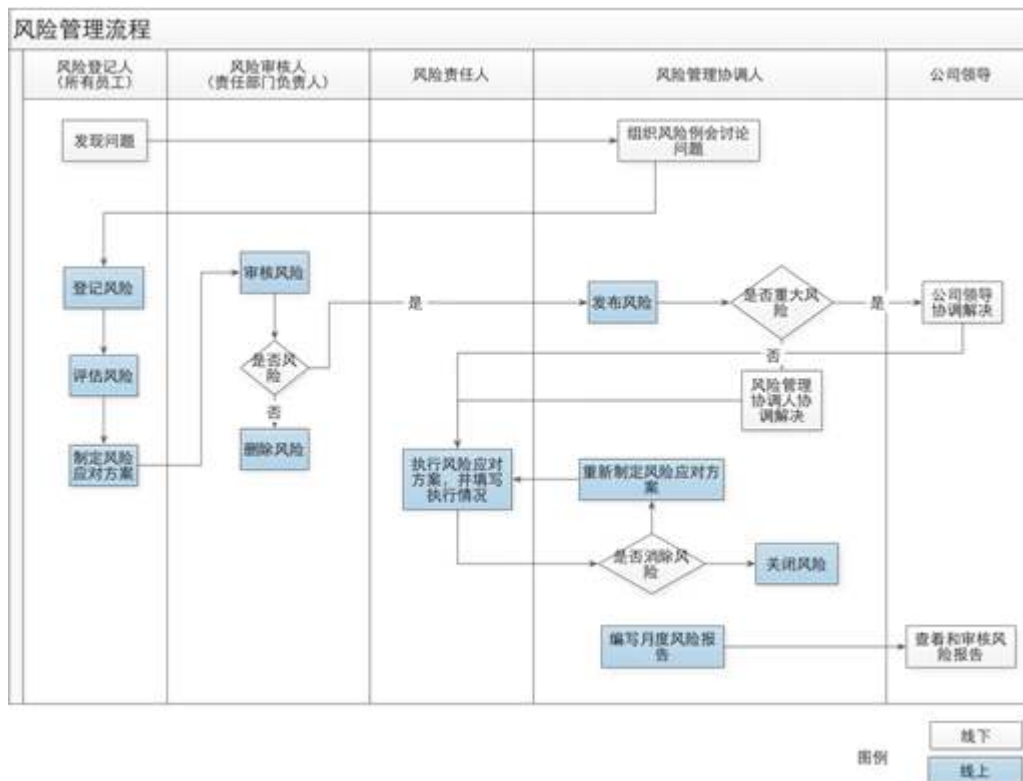 风险管理流程
风险登记人
(所有员工)
风险审核人
(责任部门负责人)
风险责任人
风险管理协调人
公司领导
发现问题
组织风险例会讨论
问题
登记风险
审核风险
是
发布风险
是否重大风
险
是
公司领导
协调解决
评估风险
是否风
险
否
风险管理
协调人协
调解决
否
制定风险
应对方案
删除风险
执行风险应对
方案，并填写
执行情况
重新制定风险应对方
案
是否消除风
险
关闭风险
编写月度风险报
告
查看和审核风
险报告
图例
线下
线上